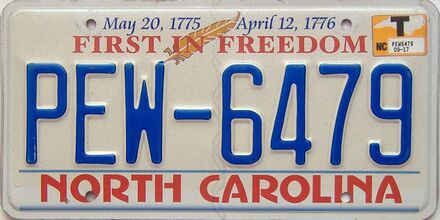 May 20, 1775 April 12, 1776
FIRST IN FREEDOM
T
NC PEW6479
09-17
PEW-6479
NORTH CAROLINA